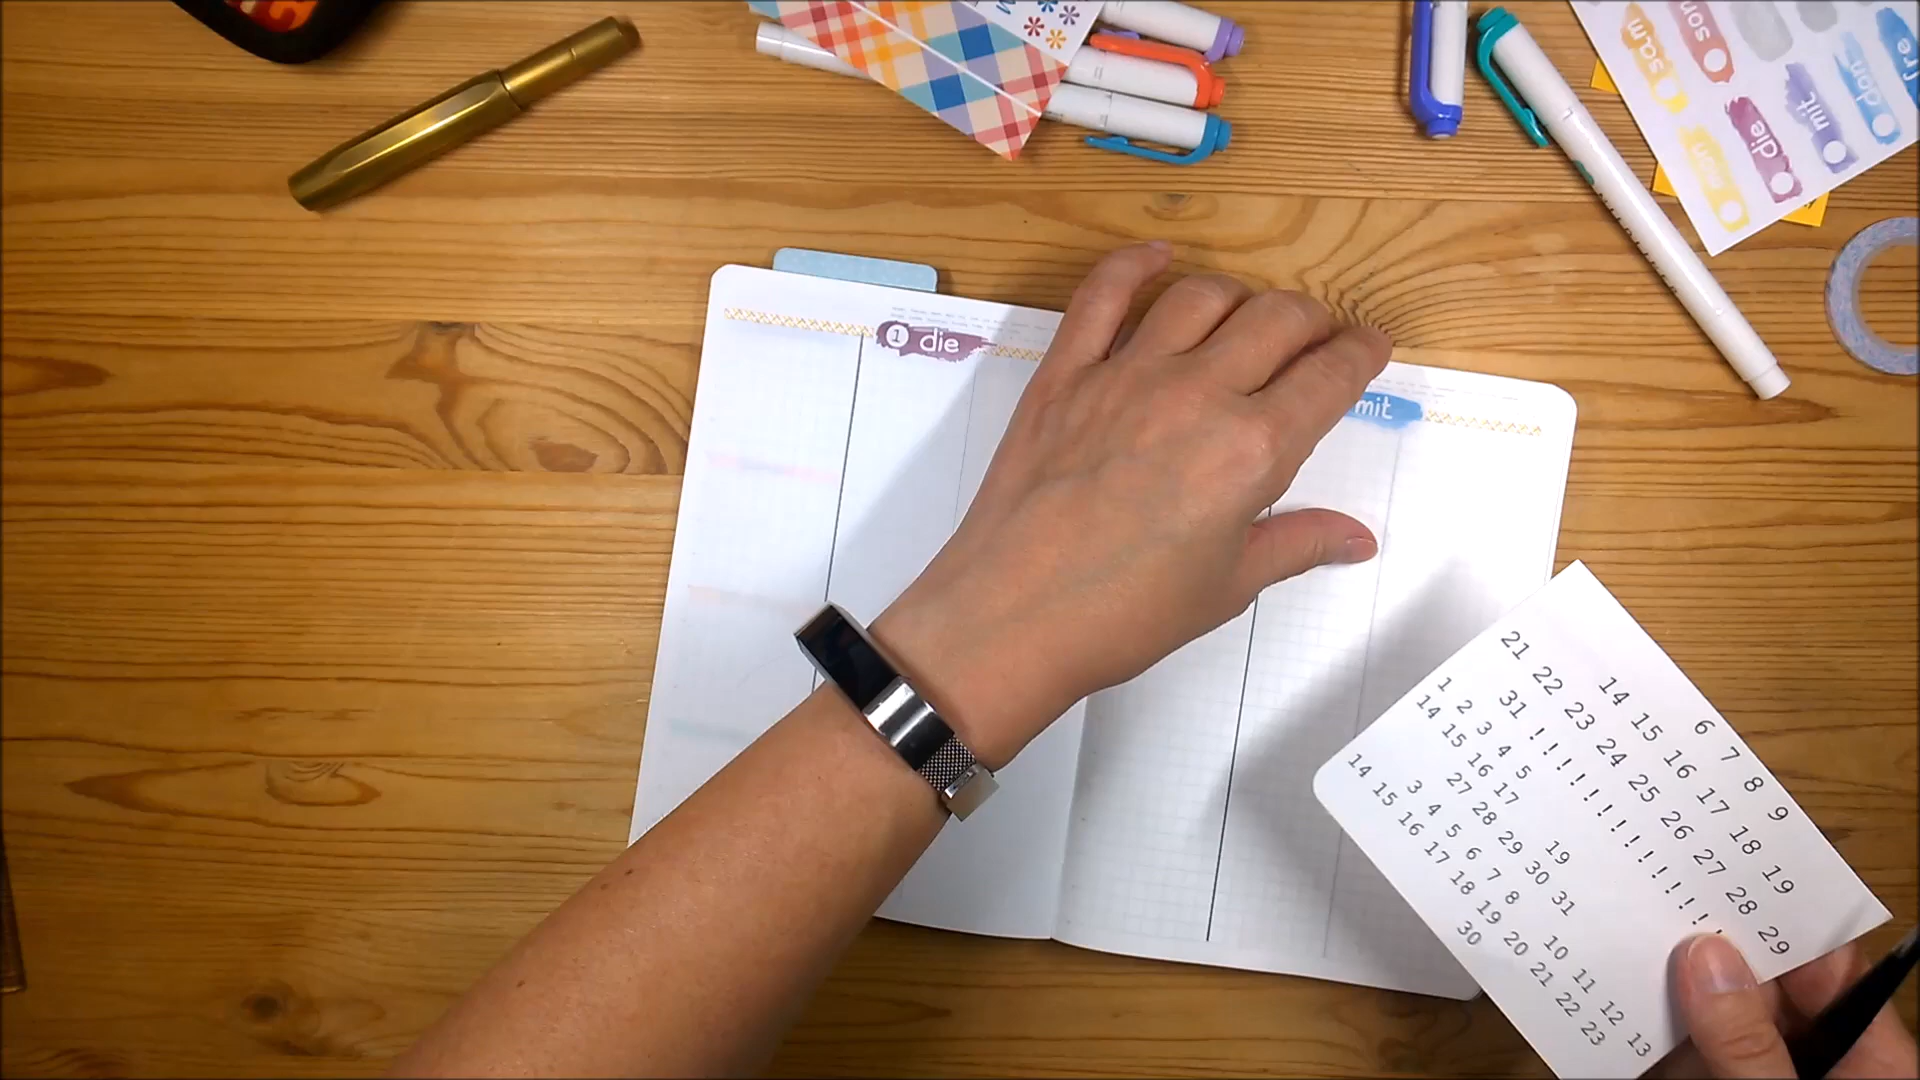 sam son
mon die mit don fre
1 die
mit
6 7 8 9
14 15 16 17 18 19
21 22 23 24 25 26 27 28 29
31 ! ! ! ! ! ! ! ! ! ! ! ! ! !
1 2 3 4 5
14 15 16 17 19
27 28 29 30 31
3 4 5 6 7 8 10 11 12 13
14 15 16 17 18 19 20 21 22 23
30